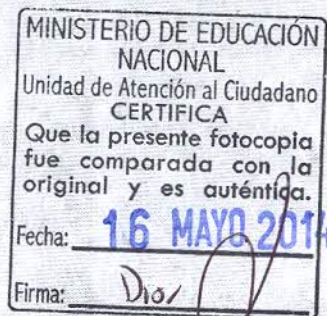 MINISTERIO DE EDUCACIÓN
NACIONAL
Unidad de Atención al Ciudadano
CERTIFICA
Que la presente fotocopia
fue comparada con la
original y es auténtica.
Fecha: 16 MAYO 201
Firma: